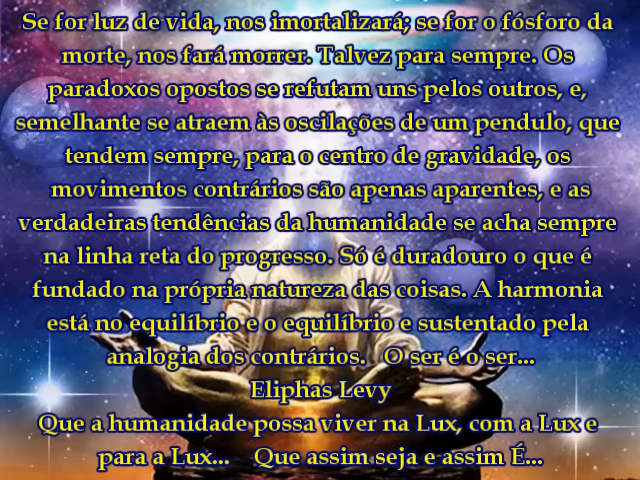 Se for luz de vida, nos imortalizará; se for o fósforo da
morte, nos fará morrer. Talvez para sempre. Os
paradoxos opostos se refutam uns pelos outros, e,
semelhante se atraem às oscilações de um pendulo, que
tendem sempre, para o centro de gravidade, os
movimentos contrários são apenas aparentes, e as
verdadeiras tendências da humanidade se acha sempre
na linha reta do progresso. Só é duradouro o que é
fundado na própria natureza das coisas. A harmonia
está no equilíbrio e o equilíbrio e sustentado pela
analogia dos contrários. O ser é o ser...
Eliphas Levy
Que a humanidade possa viver na Lux, com a Lux e
para a Lux... Que assim seja e assim É...